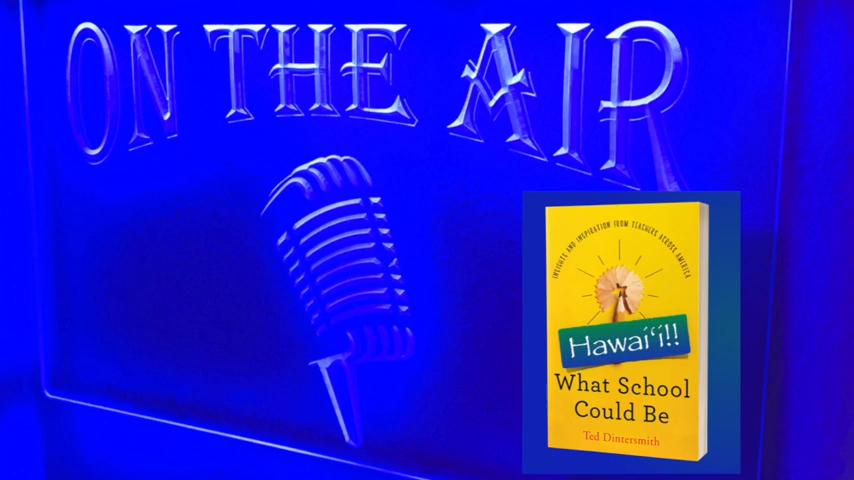 ON THE AIR
INSIGHTS AND INSPIRATION FROM TEACHERS ACROSS AMERICA
Hawaiʻi!!
What School
Could Be
Ted Dintersmith